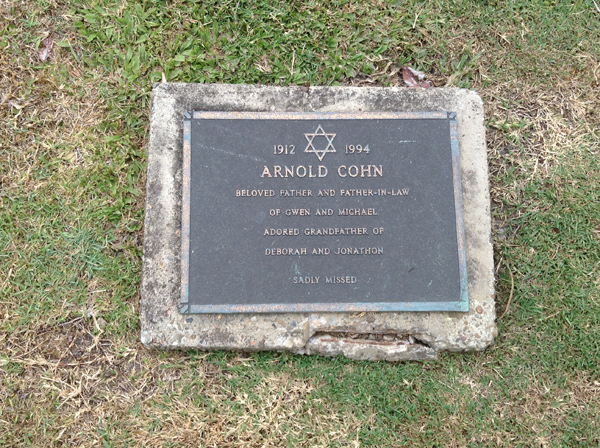 1912 1994
ARNOLD COHN
BELOVED FATHER AND FATHER-IN-LAW
OF GWEN AND MICHAEL
ADORED GRANDFATHER OF
DEBORAH AND JONATHON
SADLY MISSED